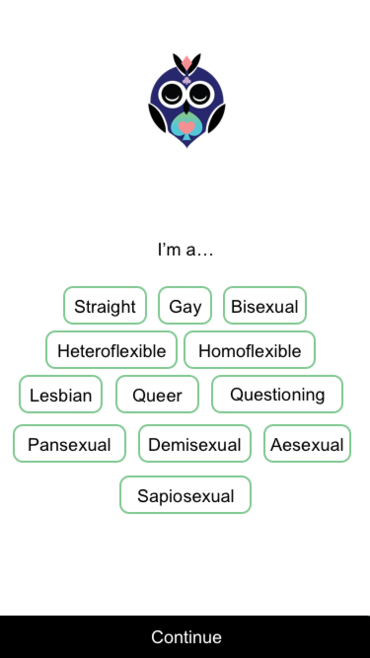 I'm a...
Straight Gay Bisexual
Heteroflexible Homoflexible
Lesbian Queer Questioning
Pansexual Demisexual Aesexual
Sapiosexual
Continue